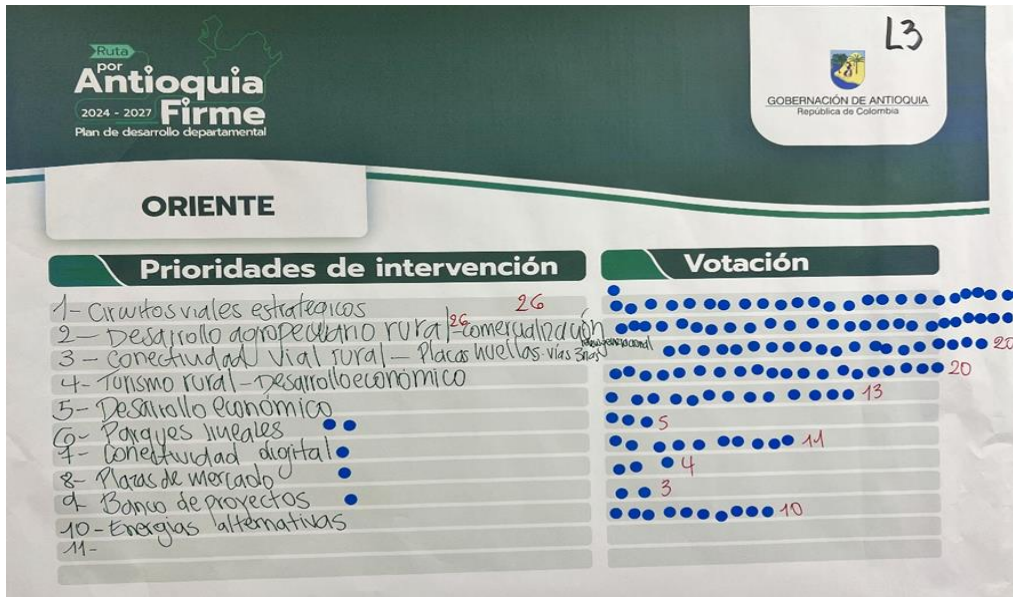 L3
Ruta
por
Antioquia
2024 - 2027 Firme
Plan de desarrollo departamental
GOBERNACIÓN DE ANTIOQUIA
República de Colombia
ORIENTE
Prioridades de intervención
Votación
1- Circuitos viales estratégicos 26
2- Desarrollo agropecuario rural 26 -comercialización
3- Conectividad vial rural - Placas huellas. vías 3rias 20
4- Turismo rural - Desarrollo económico 20
5- Desarrollo económico 13
6- Parques lineales 5
7- Conectividad digital 11
8- Plazas de mercado 4
9- Banco de proyectos 3
10- Energías alternativas 10
11-